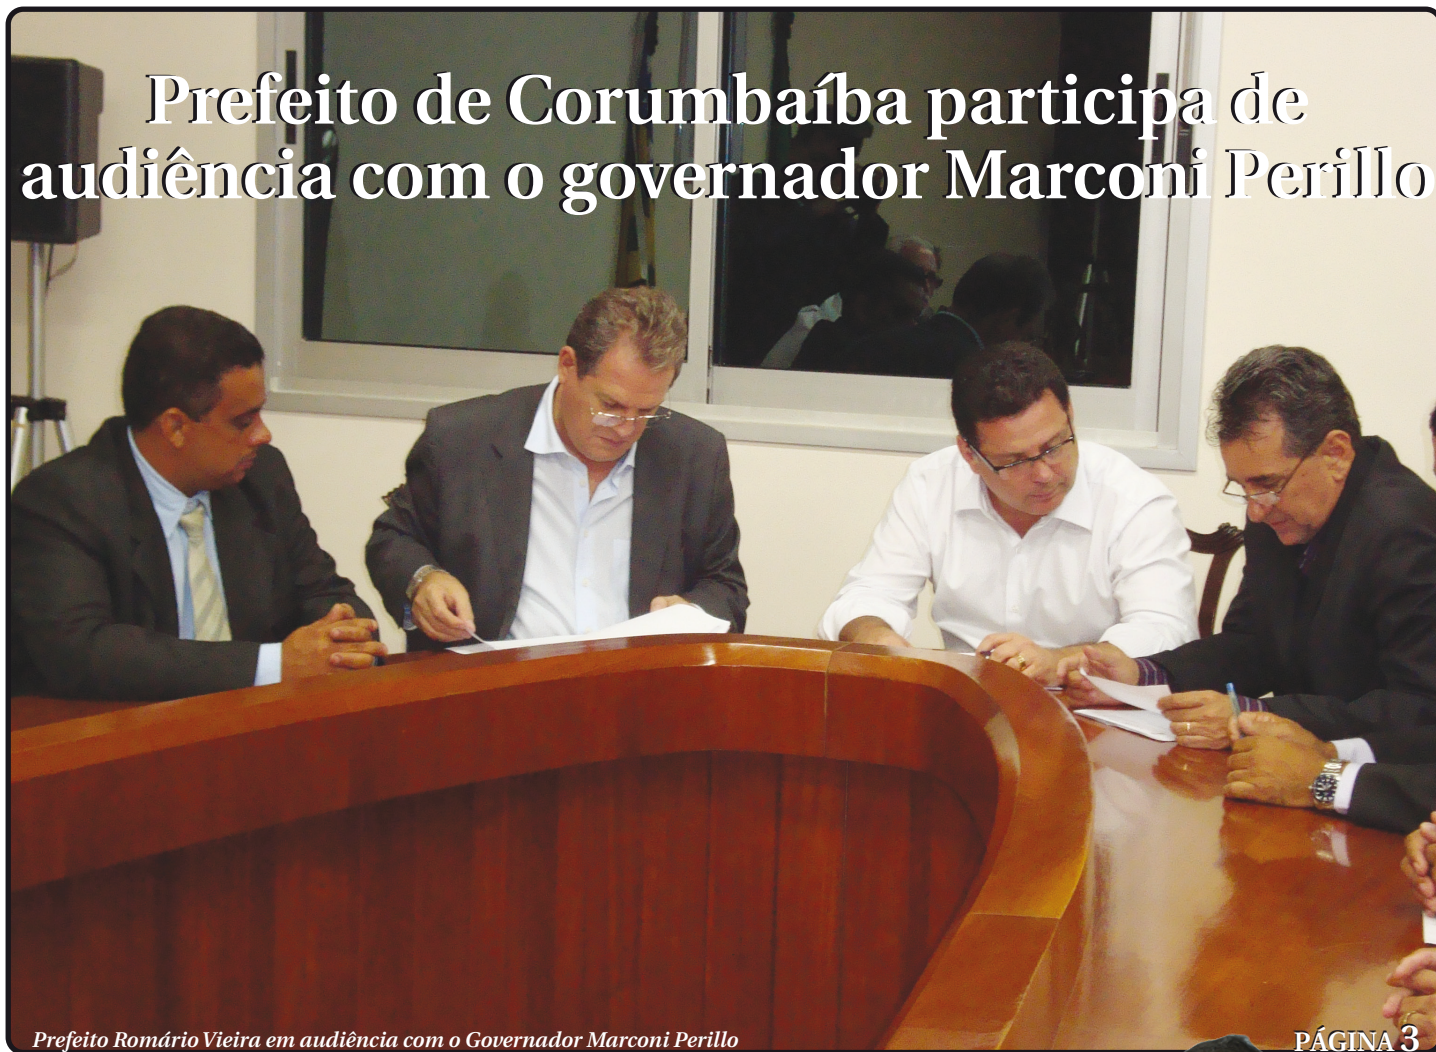 Prefeito de Corumbaíba participa de
audiência com o governador Marconi Perillo
Prefeito Romário Vieira em audiência com o Governador Marconi Perillo
PÁGINA 3